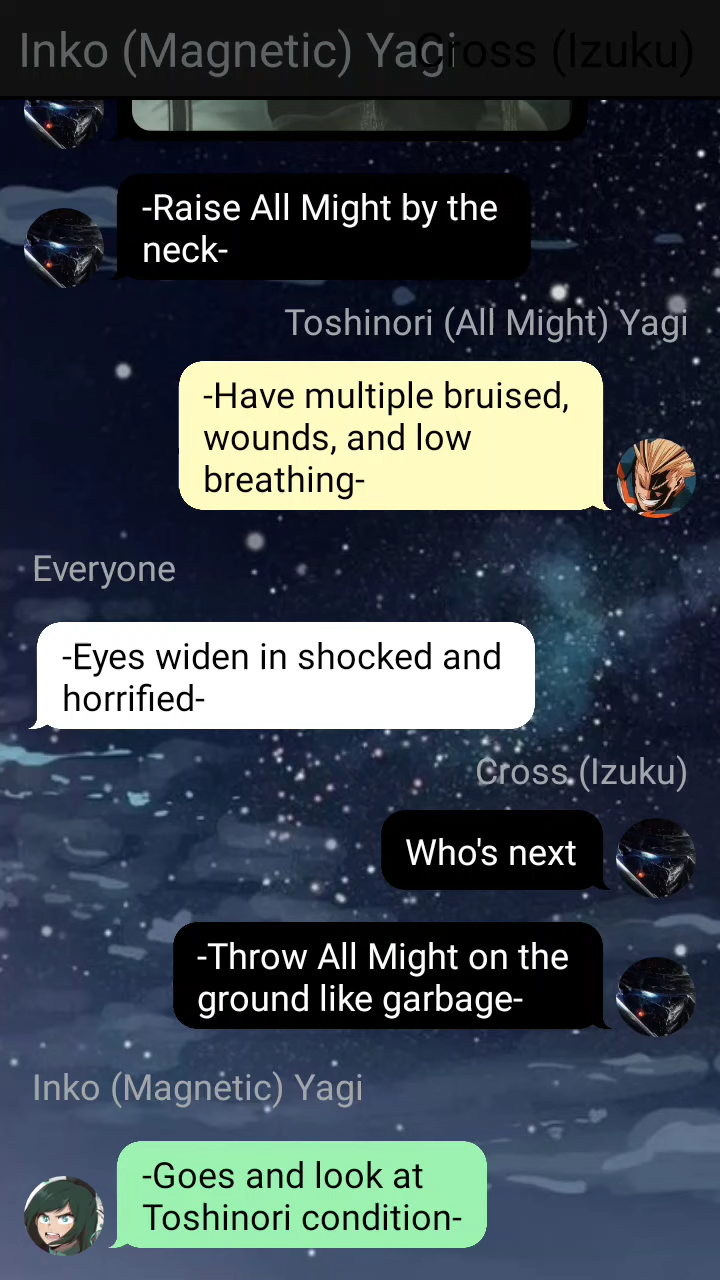 Inko (Magnetic) Yagi
Cross (Izuku)
-Raise All Might by the
neck-
Toshinori (All Might) Yagi
-Have multiple bruised,
wounds, and low
breathing-
Everyone
-Eyes widen in shocked and
horrified-
Cross (Izuku)
Who's next
-Throw All Might on the
ground like garbage-
Inko (Magnetic) Yagi
-Goes and look at
Toshinori condition-